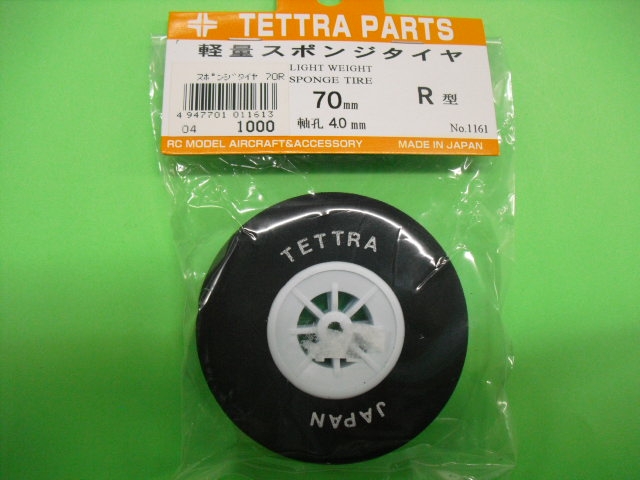 TETTRA PARTS
軽量スポンジタイヤ
LIGHT WEIGHT
SPONGE TIRE
スポンジタイヤ 70R
4 947701 011613
04 1000
70mm
R型
軸孔 4.0mm
No.1161
RC MODEL AIRCRAFT&ACCESSORY MADE IN JAPAN
TETTRA
JAPAN